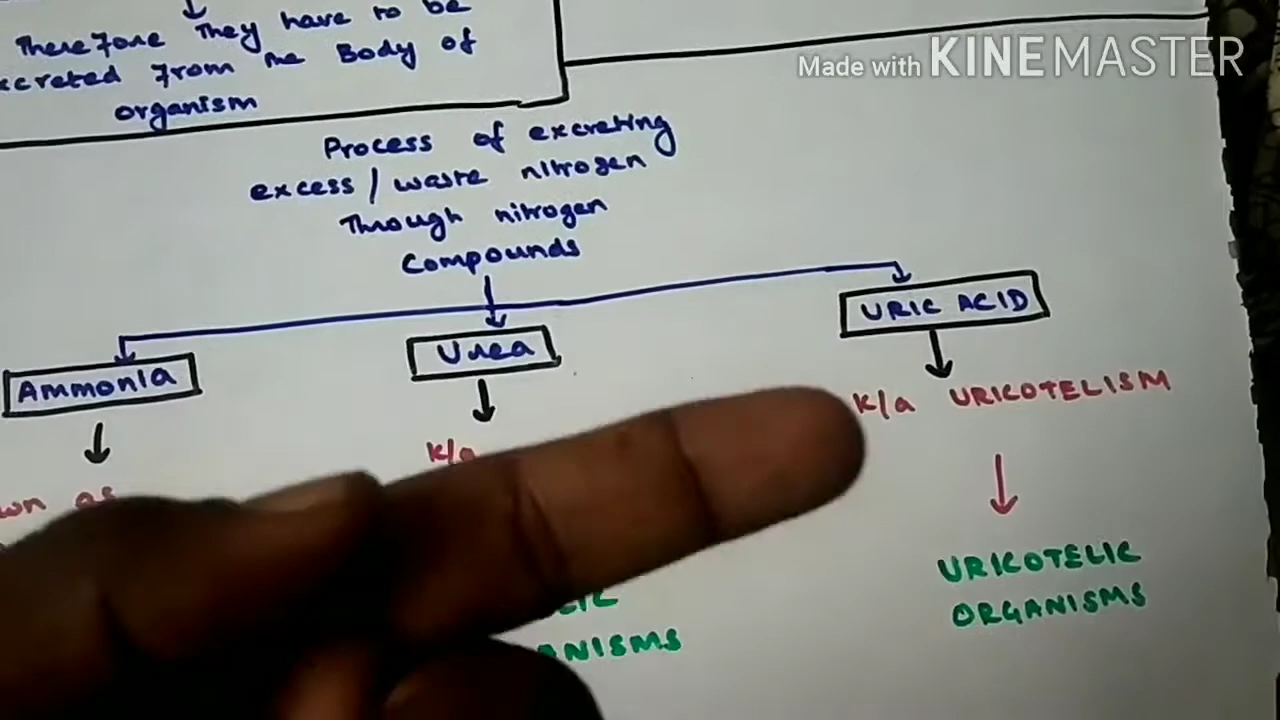 Therefore They have to be
excreted from the Body of
organism
Made with KINEMASTER
Process of excreting
excess/waste nitrogen
Through nitrogen
Compounds
URIC ACID
Urea
Ammonia
K/a URICOTELISM
K/a
as
URICOTELIC
ORGANISMS